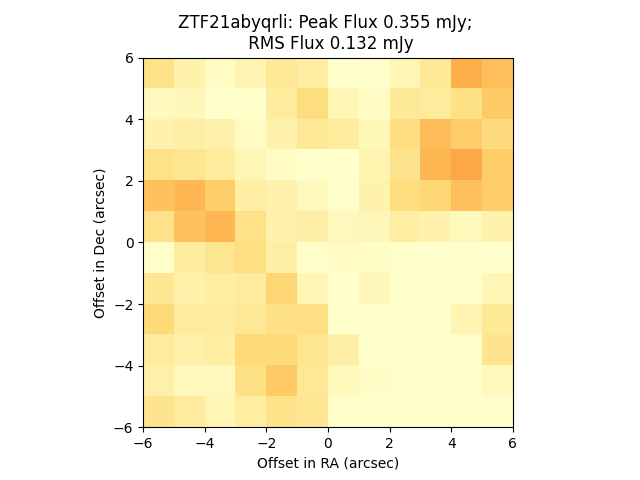 ZTF21abyqrli: Peak Flux 0.355 mJy;
RMS Flux 0.132 mJy
6
4
2
0
−2
−4
−6
Offset in Dec (arcsec)
−6 −4 −2 0 2 4 6
Offset in RA (arcsec)